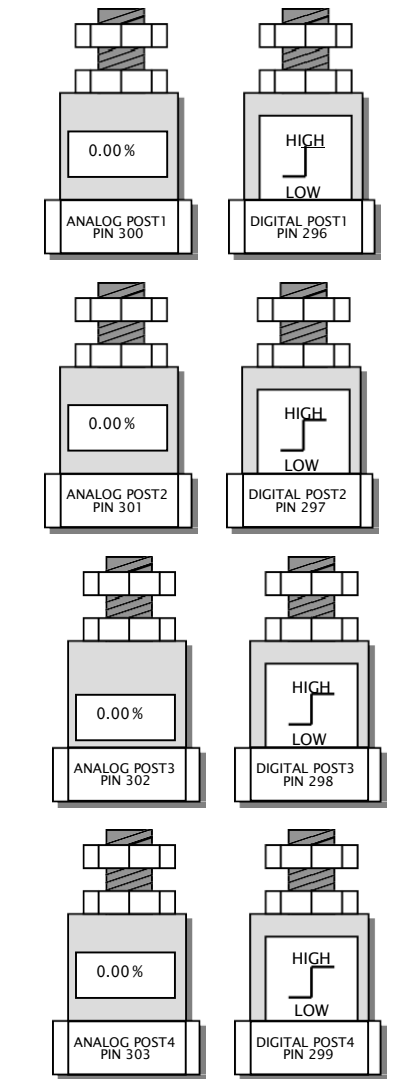 0.00%
ANALOG POST1
PIN 300
HIGH
LOW
DIGITAL POST1
PIN 296
0.00%
ANALOG POST2
PIN 301
HIGH
LOW
DIGITAL POST2
PIN 297
0.00%
ANALOG POST3
PIN 302
HIGH
LOW
DIGITAL POST3
PIN 298
0.00%
ANALOG POST4
PIN 303
HIGH
LOW
DIGITAL POST4
PIN 299